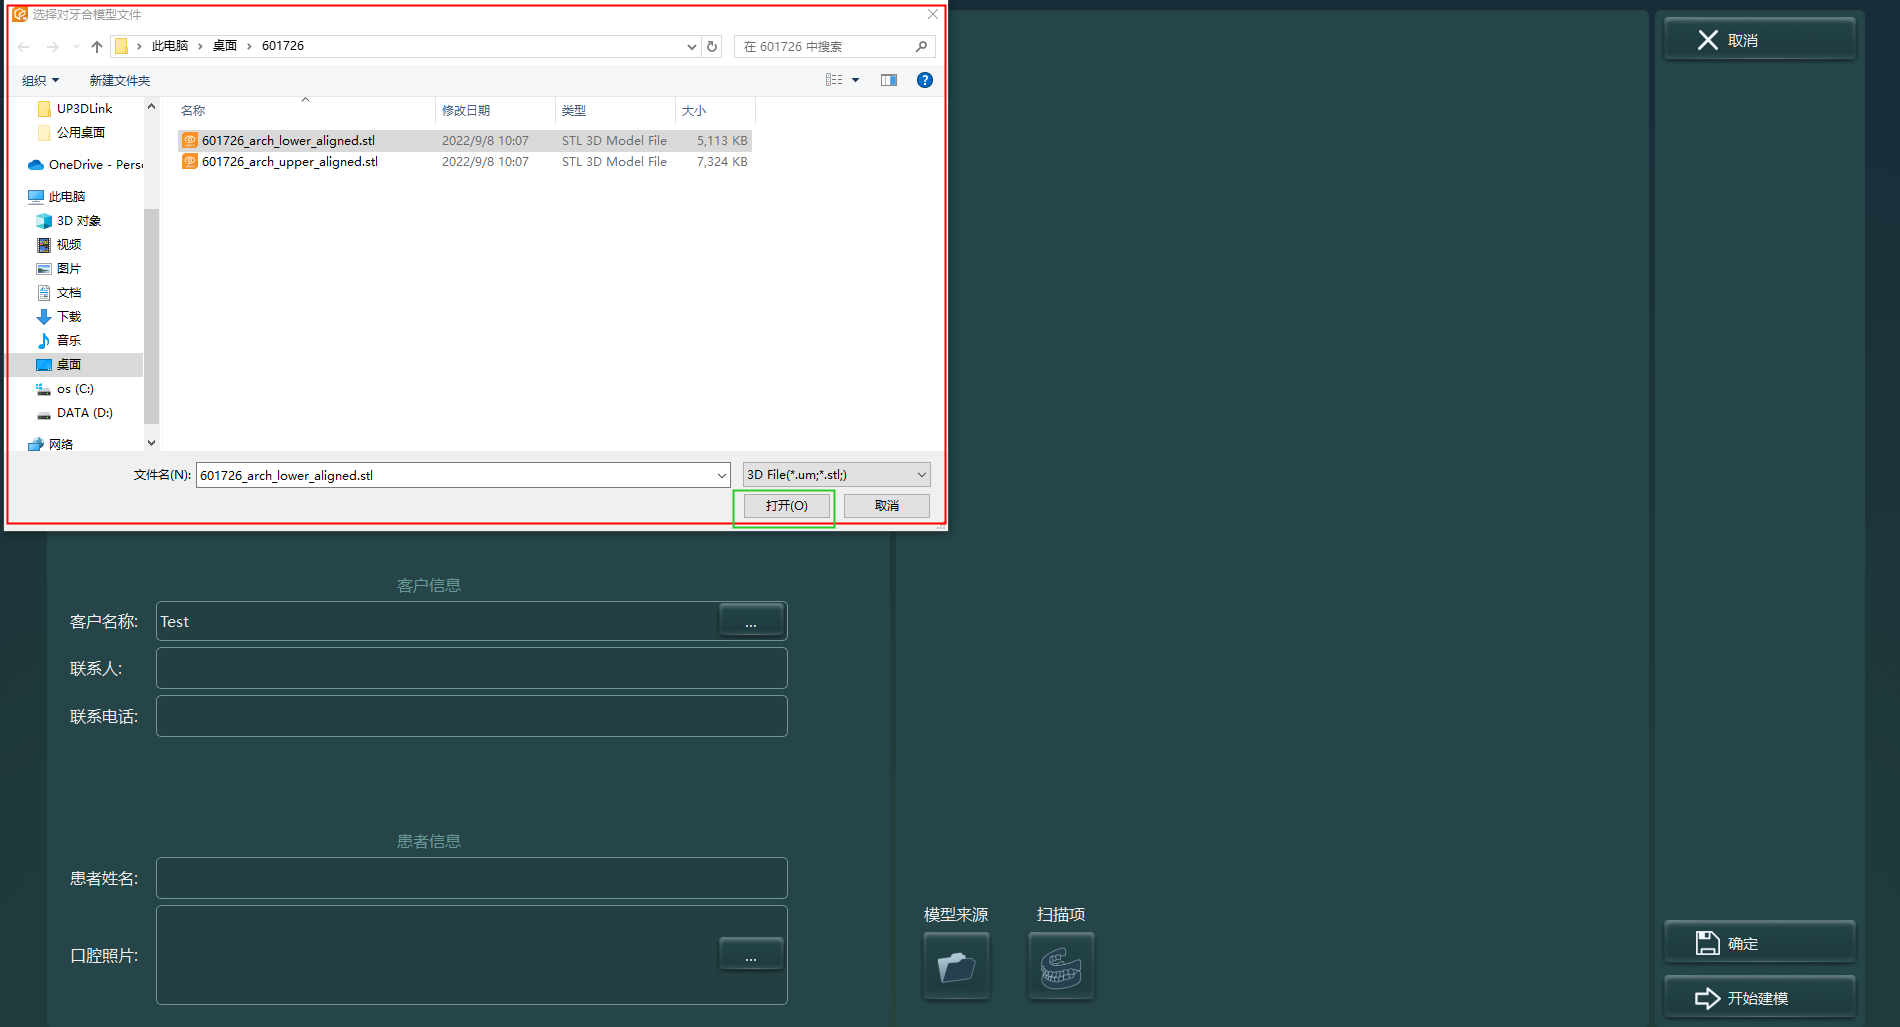 选择对牙合模型文件
此电脑 › 桌面 › 601726
在 601726 中搜索
组织
新建文件夹
名称 修改日期 类型 大小
UP3DLink
公用桌面
OneDrive - Pers
此电脑
3D 对象
视频
图片
文档
下载
音乐
桌面
os (C:)
DATA (D:)
网络
601726_arch_lower_aligned.stl 2022/9/8 10:07 STL 3D Model File 5,113 KB
601726_arch_upper_aligned.stl 2022/9/8 10:07 STL 3D Model File 7,324 KB
文件名(N): 601726_arch_lower_aligned.stl
3D File(*.um;*.stl;)
打开(O)
取消
客户信息
客户名称: Test ...
联系人:
联系电话:
患者信息
患者姓名:
口腔照片: ...
模型来源
扫描项
取消
确定
开始建模